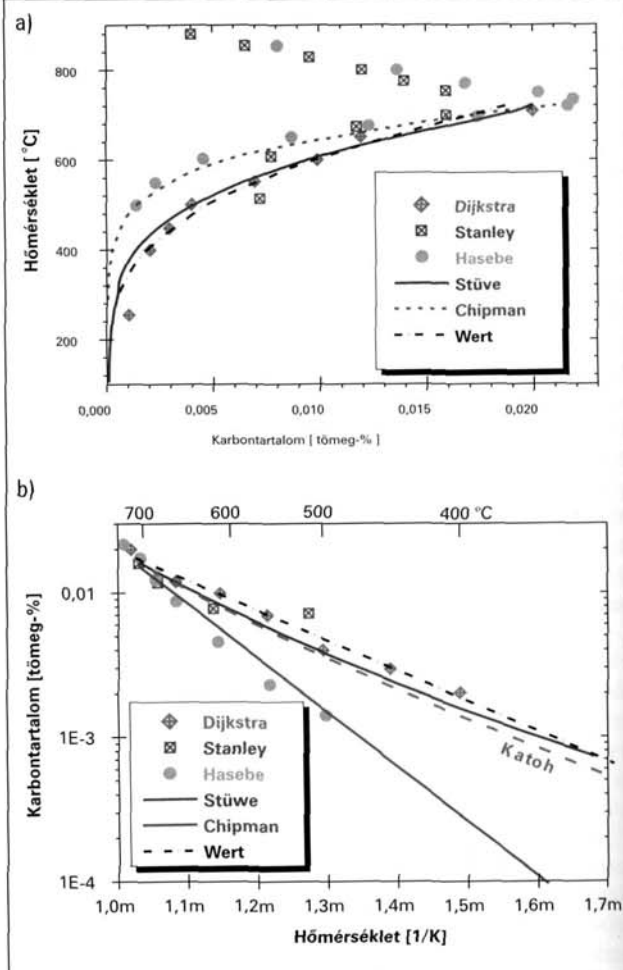 a)
Hőmérséklet [°C]
800
600
400
200
Dijkstra
Stanley
Hasebe
Stüve
Chipman
Wert
0,000
0,005
0,010
0,015
0,020
Karbontartalom [ tömeg-% ]
b)
700
600
500
400 °C
Karbontartalom [tömeg-%]
0,01
1E-3
1E-4
Katoh
Dijkstra
Stanley
Hasebe
Stüwe
Chipman
Wert
1,0m
1,1m
1,2m
1,3m
1,4m
1,5m
1,6m
1,7m
Hőmérséklet [1/K]